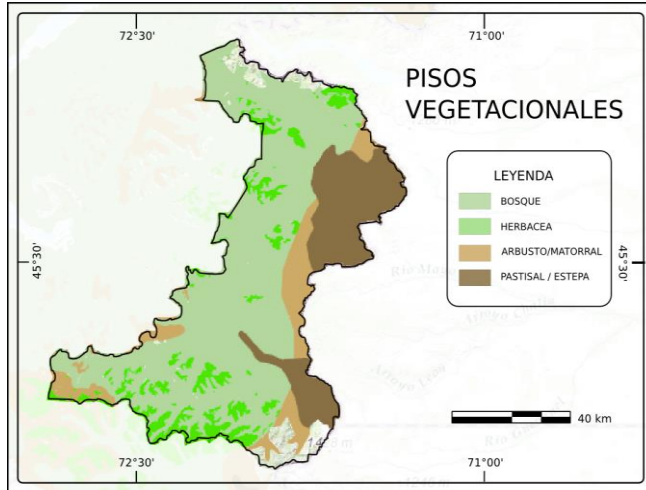 72°30'
71°00'
PISOS
VEGETACIONALES
LEYENDA
BOSQUE
HERBACEA
ARBUSTO/MATORRAL
PASTISAL / ESTEPA
45°30'
45°30'
40 km
72°30'
71°00'